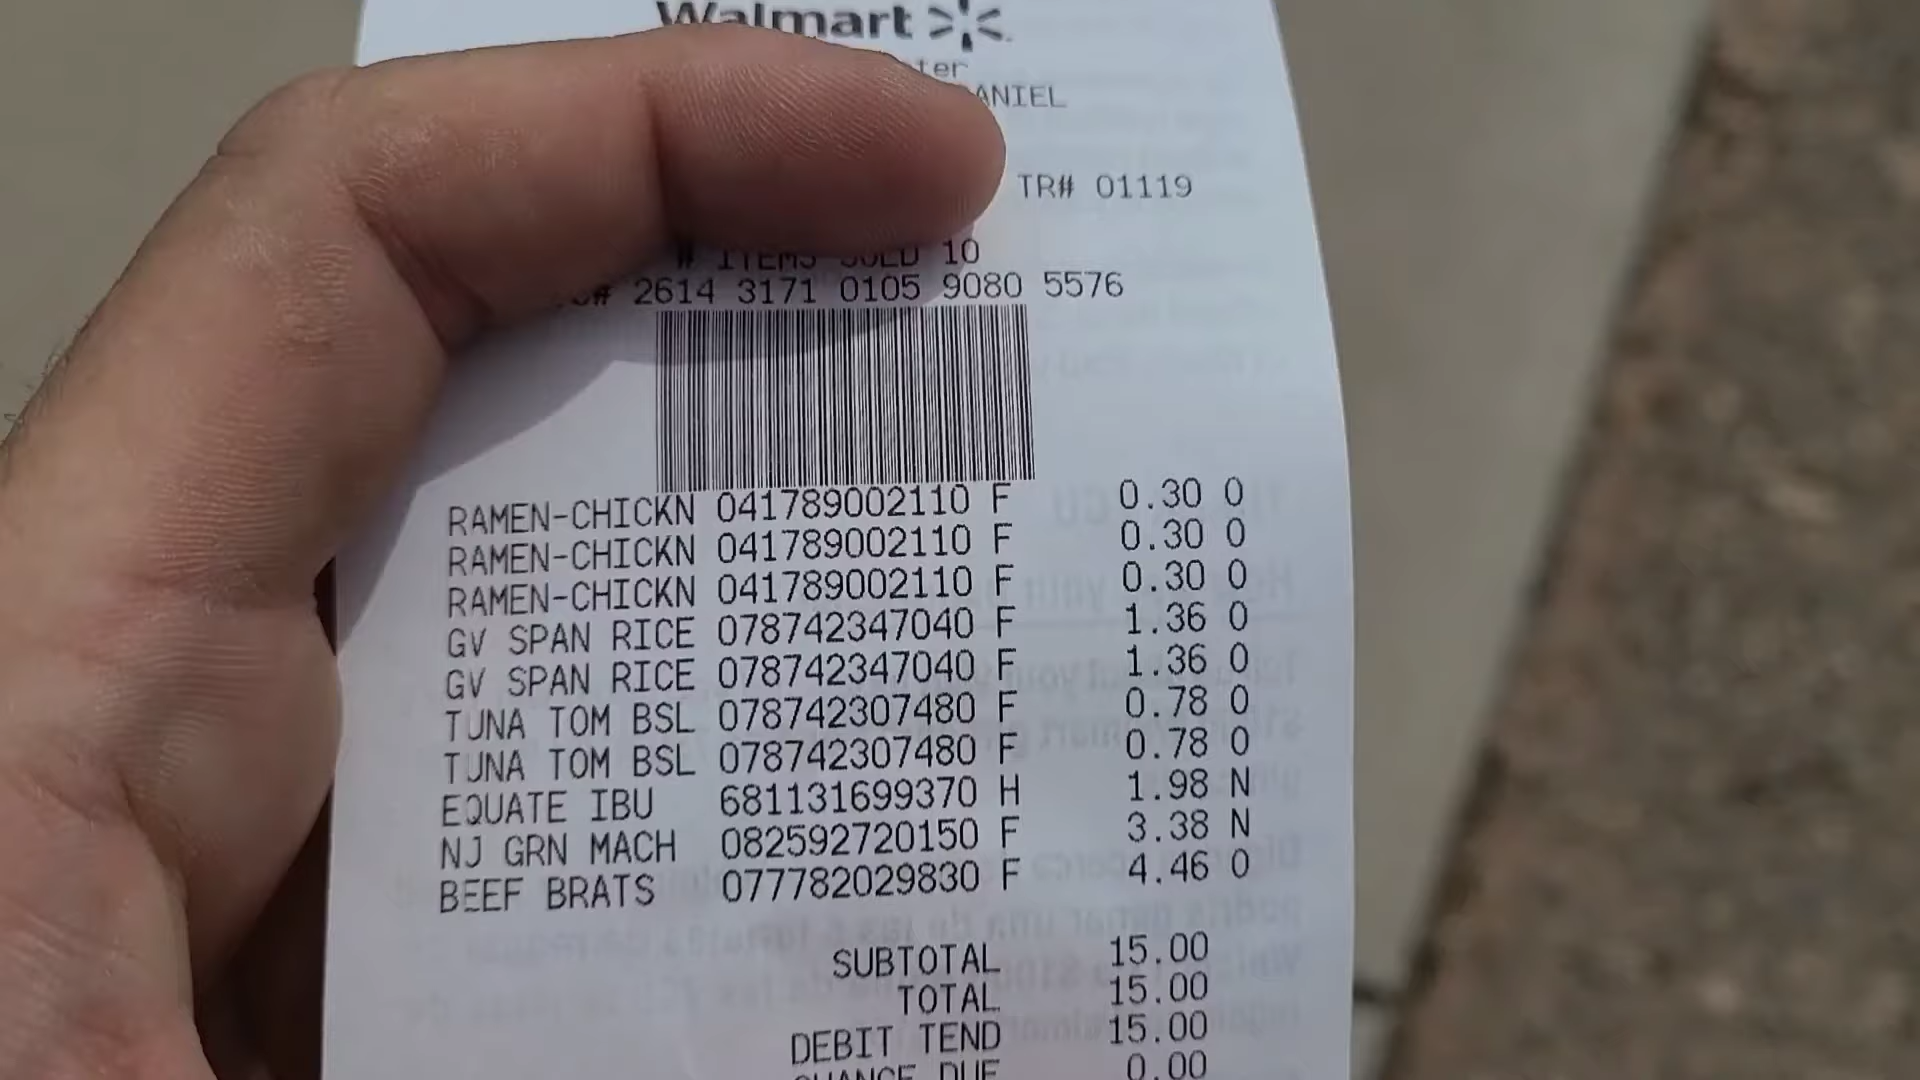 Walmart
TR# 01119
# ITEMS SOLD 10
2614 3171 0105 9080 5576
RAMEN-CHICKN 041789002110 F 0.30 O
RAMEN-CHICKN 041789002110 F 0.30 O
RAMEN-CHICKN 041789002110 F 0.30 O
GV SPAN RICE 078742347040 F 1.36 O
GV SPAN RICE 078742347040 F 1.36 O
TUNA TOM BSL 078742307480 F 0.78 O
TUNA TOM BSL 078742307480 F 0.78 O
EQUATE IBU 681131699370 H 1.98 N
NJ GRN MACH 082592720150 F 3.38 N
BEEF BRATS 077782029830 F 4.46 O
SUBTOTAL 15.00
TOTAL 15.00
DEBIT TEND 15.00
CHANGE DUE 0.00